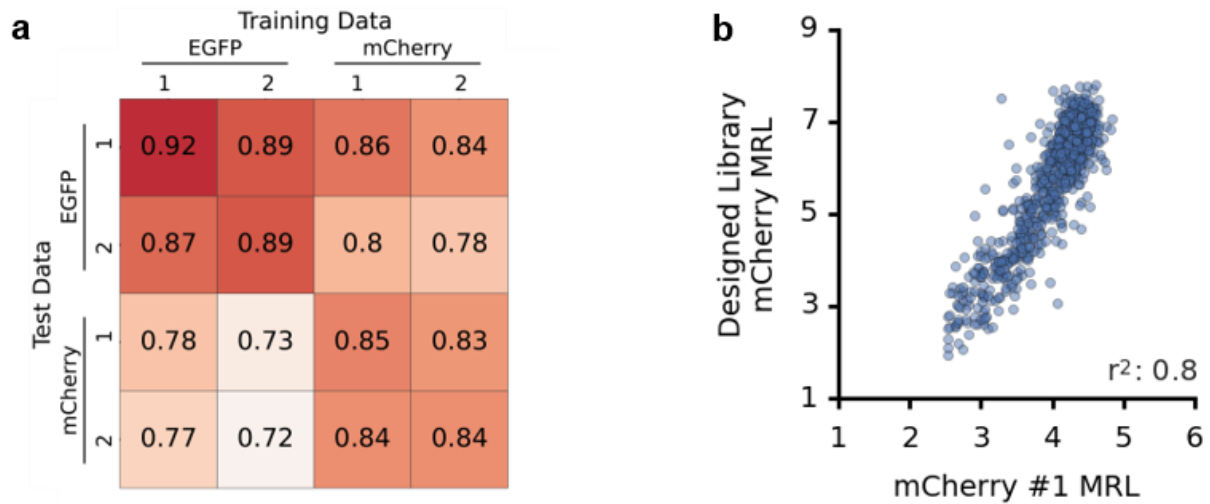 a
Training Data
EGFP mCherry
1 2 1 2
Test Data
EGFP
mCherry
1 0.92 0.89 0.86 0.84
2 0.87 0.89 0.8 0.78
1 0.78 0.73 0.85 0.83
2 0.77 0.72 0.84 0.84
b
Designed Library
mCherry MRL
9
7
5
3
1
r²: 0.8
1 2 3 4 5 6
mCherry #1 MRL